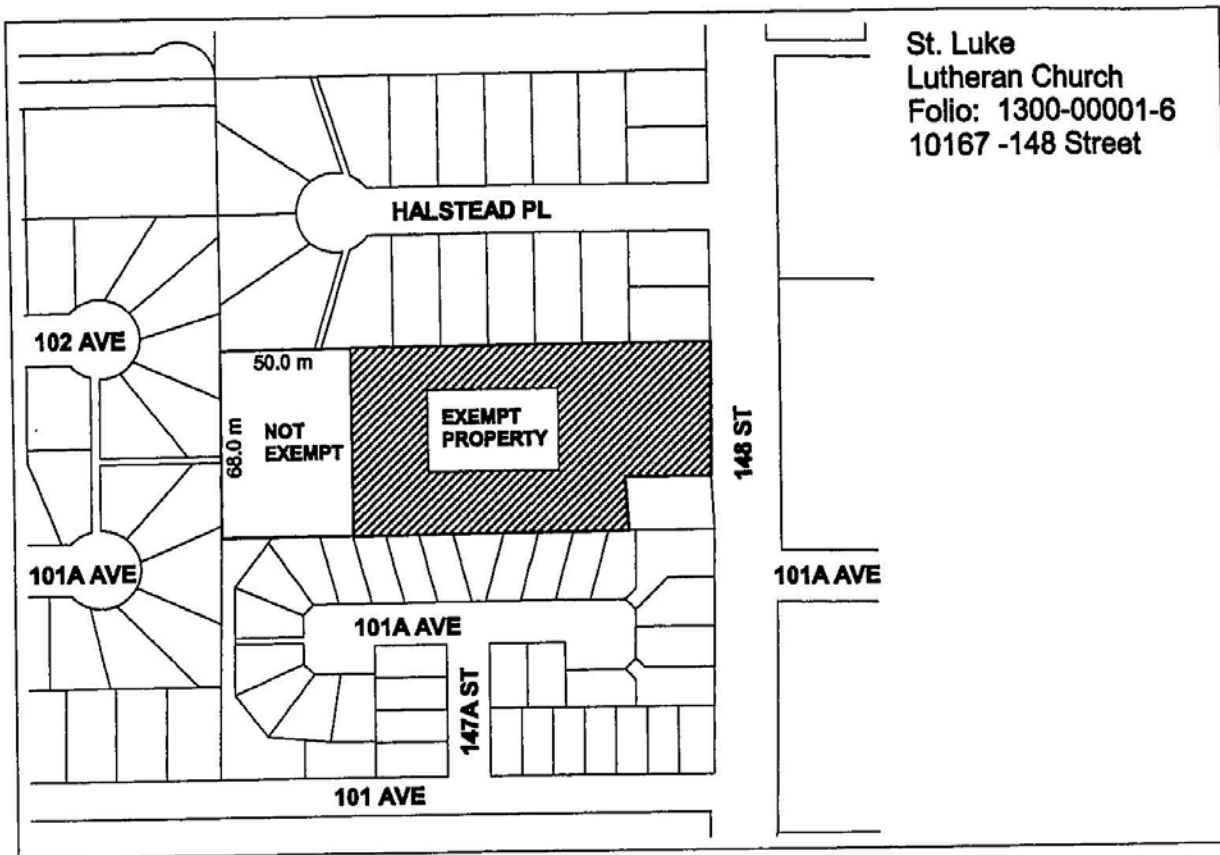 St. Luke
Lutheran Church
Folio: 1300-00001-6
10167 -148 Street
HALSTEAD PL
102 AVE
50.0 m
68.0 m
NOT
EXEMPT
EXEMPT
PROPERTY
148 ST
101A AVE
101A AVE
101A AVE
147A ST
101 AVE